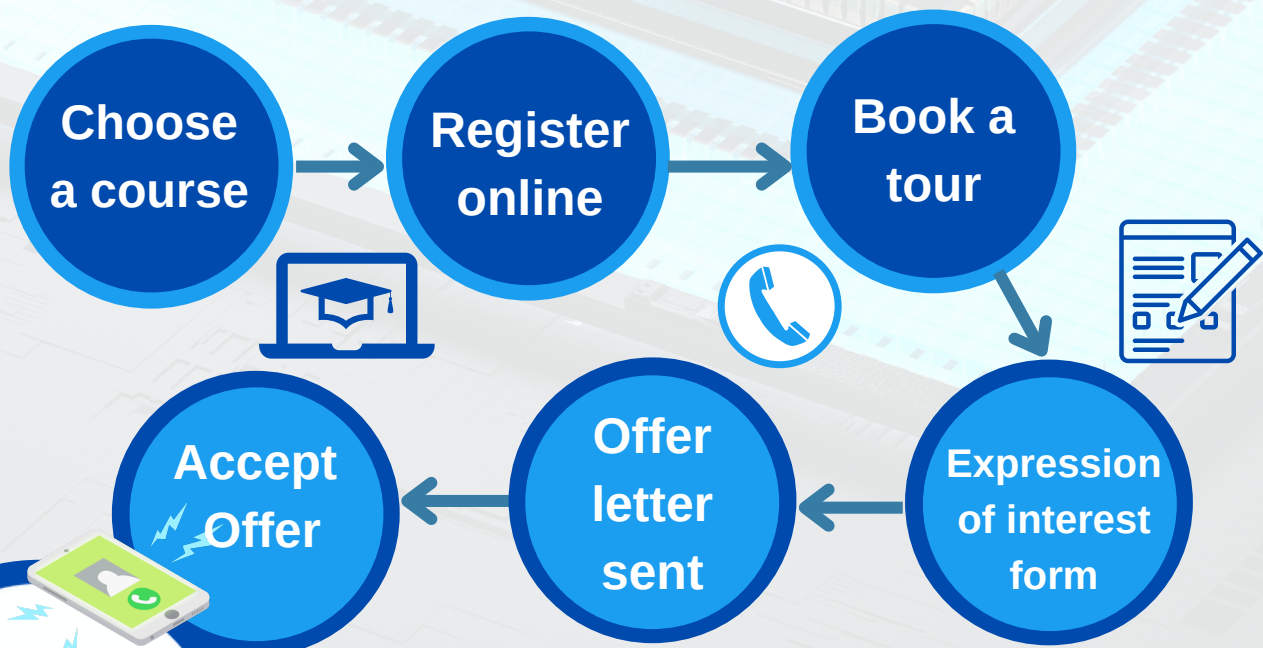 Choose
a course
Register
online
Book a
tour
Expression
of interest
form
Offer
letter
sent
Accept
Offer